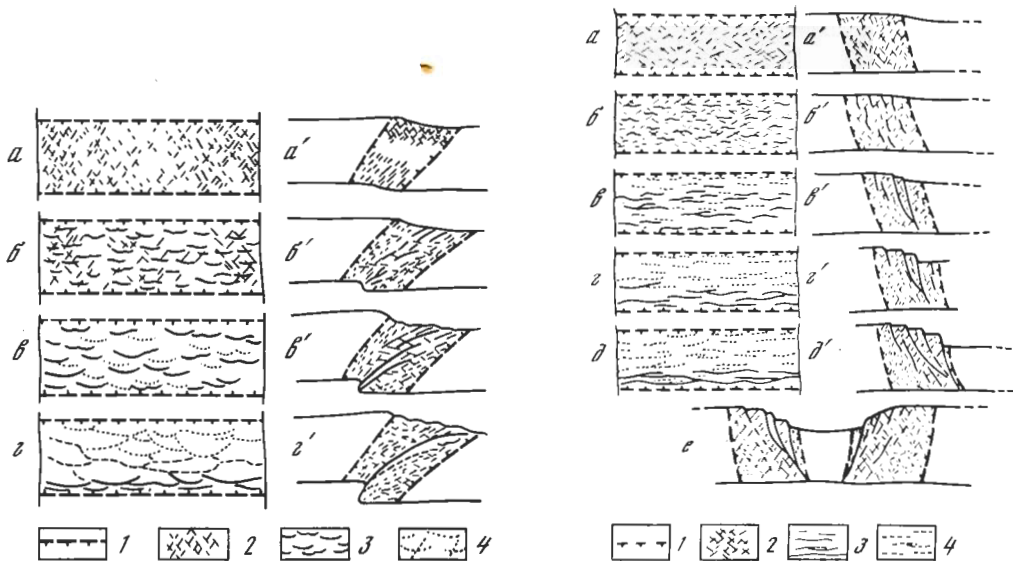 а а'
б б'
в в'
г г'
1 2 3 4
а а'
б б'
в в'
г г'
д д'
е
1 2 3 4